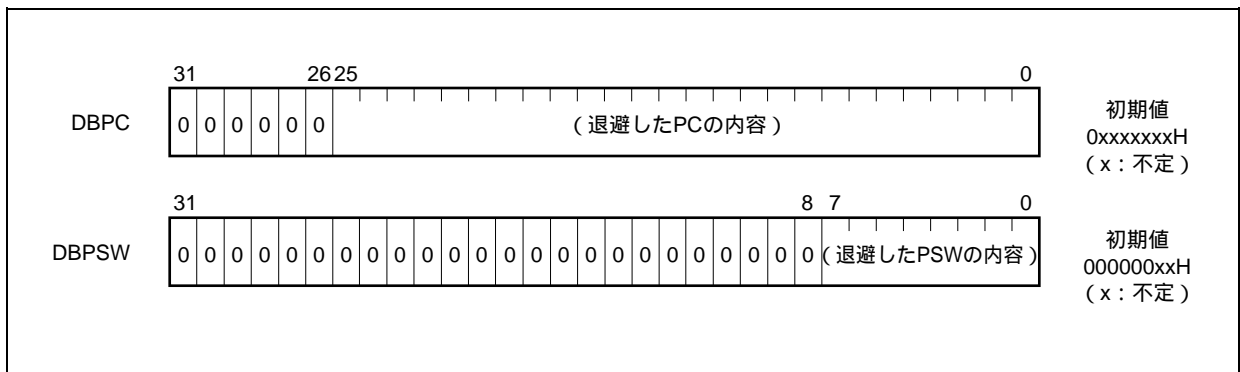 31 26 25 0
DBPC 0 0 0 0 0 0 (退避したPCの内容) 初期値
0xxxxxxxH
(x:不定)
31 8 7 0
DBPSW 0 0 0 0 0 0 0 0 0 0 0 0 0 0 0 0 0 0 0 0 0 0 0 0 (退避したPSWの内容) 初期値
000000xxH
(x:不定)